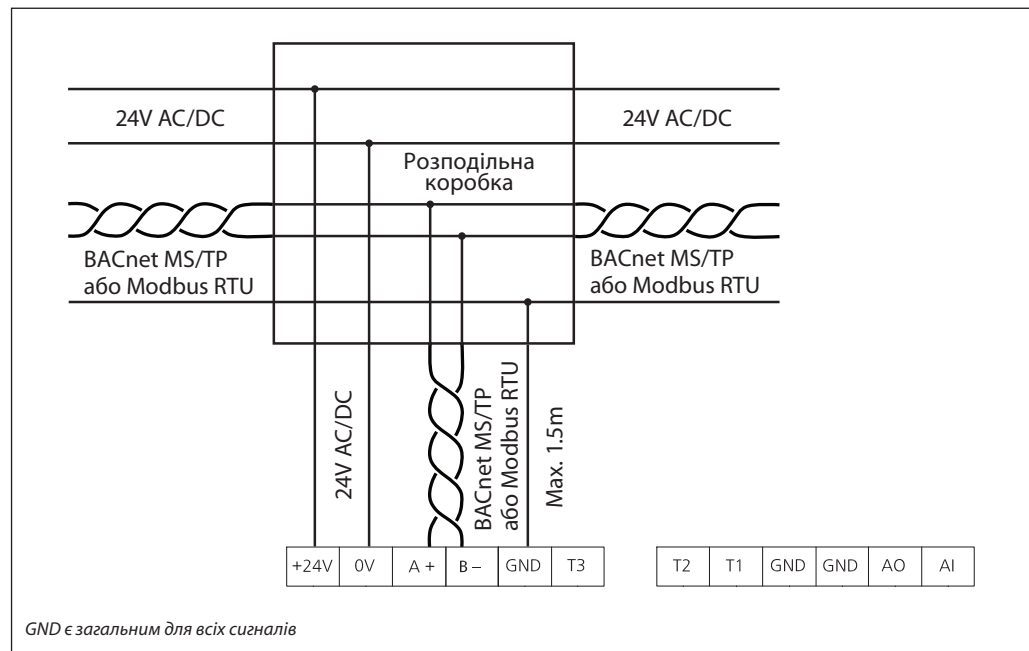 24V AC/DC
24V AC/DC
Розподільна
коробка
BACnet MS/TP
або Modbus RTU
BACnet MS/TP
або Modbus RTU
24V AC/DC
BACnet MS/TP
або Modbus RTU
Max. 1.5m
+24V 0V A + B – GND T3
T2 T1 GND GND AO AI
GND є загальним для всіх сигналів